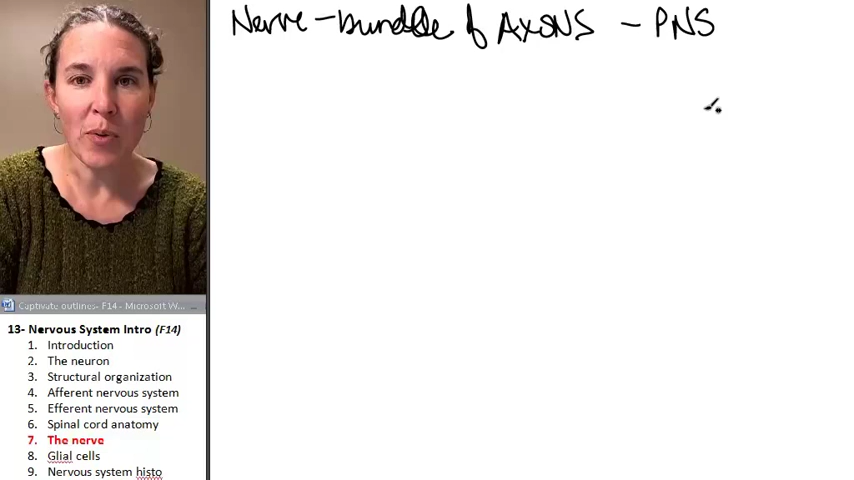 Nerve - bundle of AXONS - PNS
Captivate outlines- F14 - Microsoft W...
13- Nervous System Intro (F14)
1. Introduction
2. The neuron
3. Structural organization
4. Afferent nervous system
5. Efferent nervous system
6. Spinal cord anatomy
7. The nerve
8. Glial cells
9. Nervous system histo